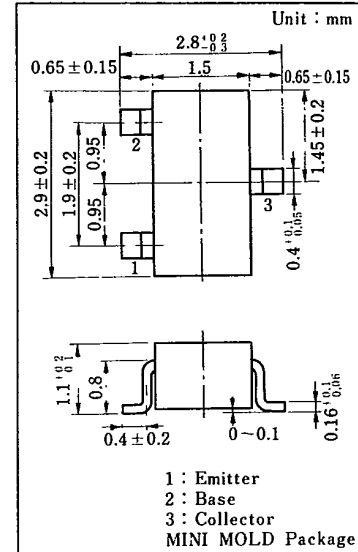 Unit : mm
2.8 +0.2 -0.3
0.65 ± 0.15
1.5
0.65 ± 0.15
2.9 ± 0.2
1.9 ± 0.2
0.95
0.95
2
1
3
1.45 ± 0.2
0.4 +0.1 -0.05
1.1 +0.2 -0.1
0.8
0.4 ± 0.2
0~0.1
0.16 +0.1 -0.06
1 : Emitter
2 : Base
3 : Collector
MINI MOLD Package